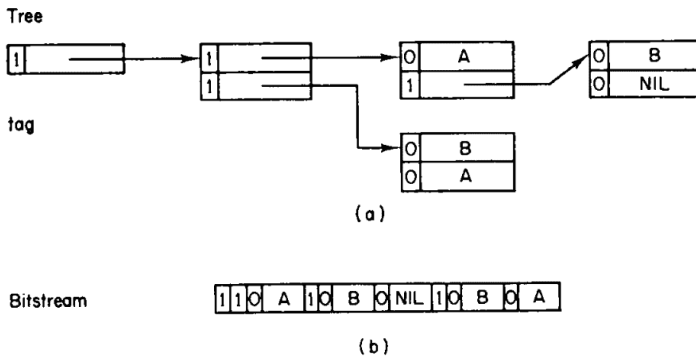 Tree
1 1 0 A 0 B
1 1 0 NIL
tag
0 B
0 A
(a)
Bitstream 1 1 0 A 1 0 B 0 NIL 1 0 B 0 A
(b)